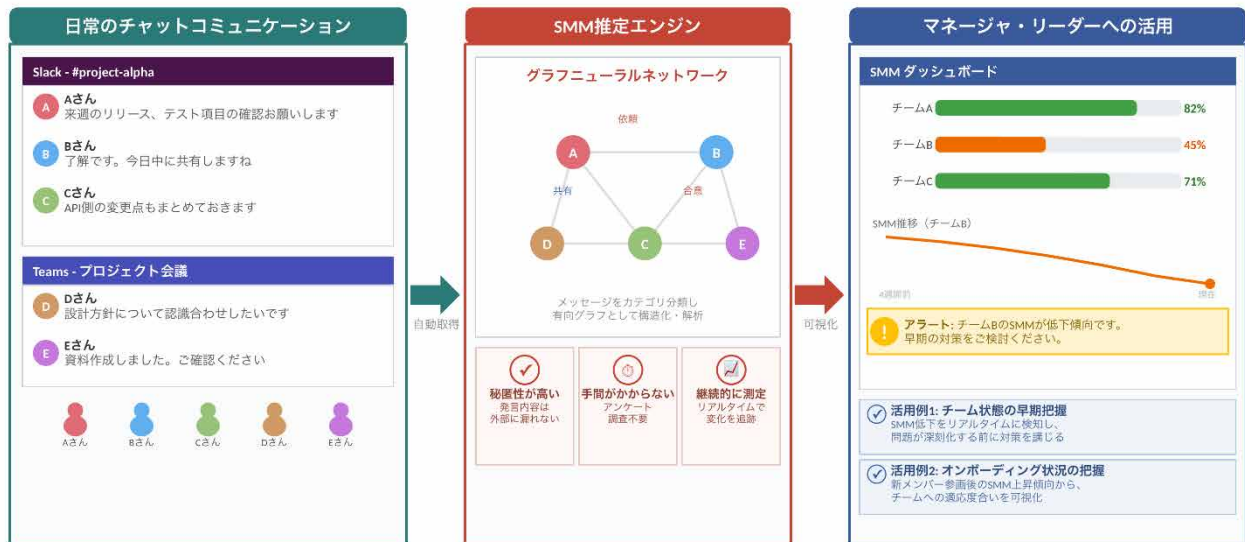 日常のチャットコミュニケーション
Slack - #project-alpha
A
Aさん
来週のリリース、テスト項目の確認お願いします
B
Bさん
了解です。今日中に共有しますね
C
Cさん
API側の変更点もまとめておきます
Teams - プロジェクト会議
D
Dさん
設計方針について認識合わせしたいです
E
Eさん
資料作成しました。ご確認ください
Aさん
Bさん
Cさん
Dさん
Eさん
自動取得
SMM推定エンジン
グラフニューラルネットワーク
依頼
A
B
共有
合意
D
C
E
メッセージをカテゴリ分類し
有向グラフとして構造化・解析
秘匿性が高い
発言内容は
外部に漏れない
手間がかからない
アンケート
調査不要
継続的に測定
リアルタイムで
変化を追跡
可視化
マネージャ・リーダーへの活用
SMM ダッシュボード
チームA
82%
チームB
45%
チームC
71%
SMM推移（チームB）
4週間前
現在
!
アラート: チームBのSMMが低下傾向です。
早期の対策をご検討ください。
活用例1: チーム状態の早期把握
SMM低下をリアルタイムに検知し、
問題が深刻化する前に対策を講じる
活用例2: オンボーディング状況の把握
新メンバー参画後のSMM上昇傾向から、
チームへの適応度合いを可視化